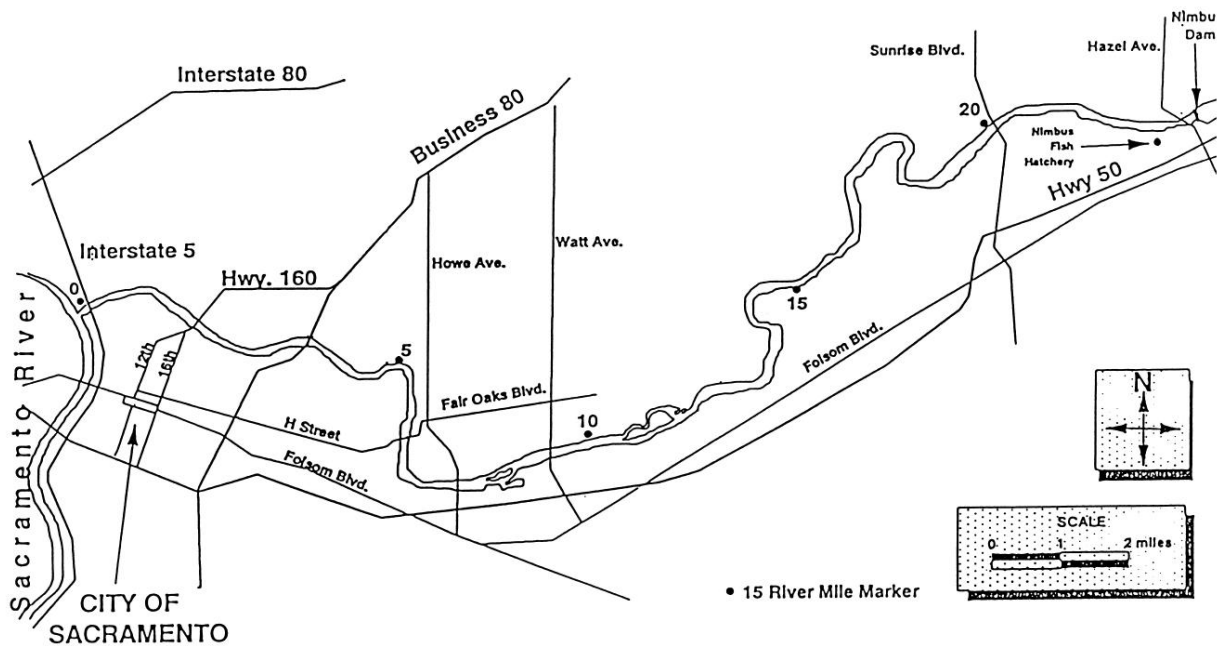 Nimbu
Dam
Sunrise Blvd.
Hazel Ave.
Interstate 80
Business 80
20
Nimbus
Fish
Hatchery
Hwy 50
Interstate 5
0
Hwy. 160
Howe Ave.
Watt Ave.
15
Sacramento River
12th
16th
5
Folsom Blvd.
Fair Oaks Blvd.
H Street
10
Folsom Blvd.
N
SCALE
0 1 2 miles
• 15 River Mile Marker
CITY OF
SACRAMENTO